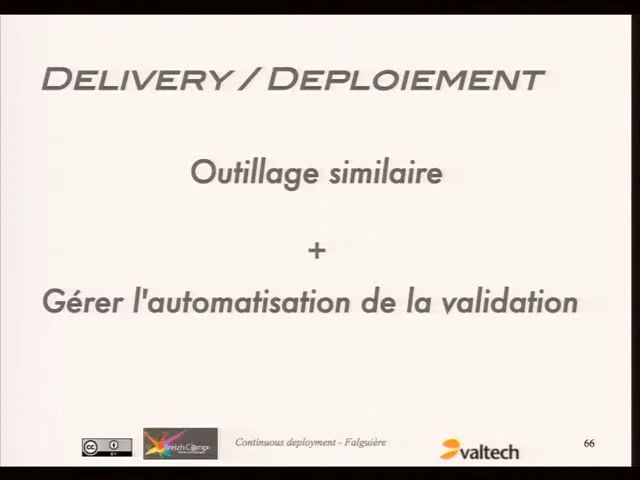 DELIVERY / DEPLOIEMENT
Outillage similaire
+
Gérer l'automatisation de la validation
Continuous deployment - Falguière
valtech
66